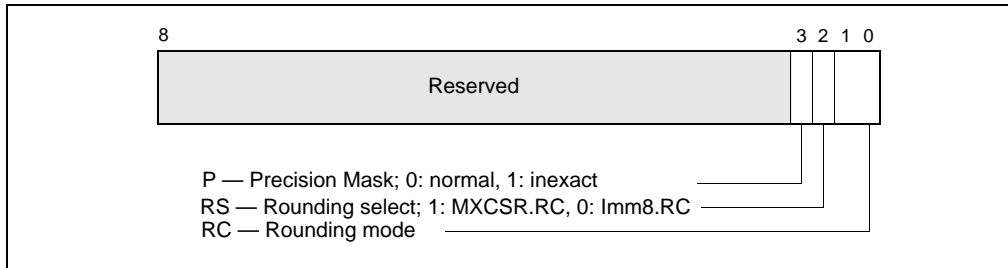 8 3 2 1 0
Reserved
P — Precision Mask; 0: normal, 1: inexact
RS — Rounding select; 1: MXCSR.RC, 0: Imm8.RC
RC — Rounding mode